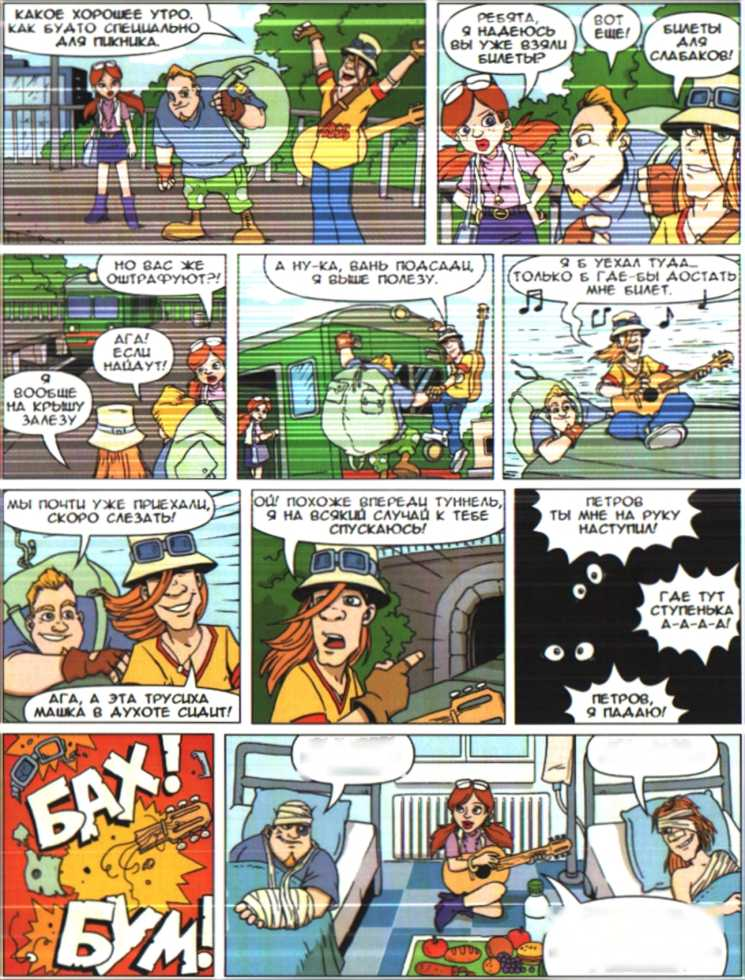 КАКОЕ ХОРОШЕЕ УТРО.
КАК БУДТО СПЕЦИАЛЬНО
ДЛЯ ПИКНИКА.
РЕБЯТА,
Я НАДЕЮСЬ
ВЫ УЖЕ ВЗЯЛИ
БИЛЕТЫ?
ВОТ
ЕЩЕ!
БИЛЕТЫ
ДЛЯ
СЛАБАКОВ!
НО ВАС ЖЕ
ОШТРАФУЮТ?!
АГА!
ЕСЛИ
НАЙДУТ!
Я
ВООБЩЕ
НА КРЫШУ
ЗАЛЕЗУ
А НУ-КА, ВАНЬ ПОДСАДИ,
Я ВЫШЕ ПОЛЕЗУ.
Я Б УЕХАЛ ТУДА...
ТОЛЬКО Б ГДЕ-БЫ ДОСТАТЬ
МНЕ БИЛЕТ.
МЫ ПОЧТИ УЖЕ ПРИЕХАЛИ,
СКОРО СЛЕЗАТЬ!
АГА, А ЭТА ТРУСИХА
МАШКА В ДУХОТЕ СИДИТ!
ОЙ! ПОХОЖЕ ВПЕРЕДИ ТУННЕЛЬ,
Я НА ВСЯКИЙ СЛУЧАЙ К ТЕБЕ
СПУСКАЮСЬ!
ПЕТРОВ
ТЫ МНЕ НА РУКУ
НАСТУПИЛ!
ГДЕ ТУТ
СТУПЕНЬКА
А-А-А-А!
ПЕТРОВ,
Я ПАДАЮ!
БАХ!
БУМ!